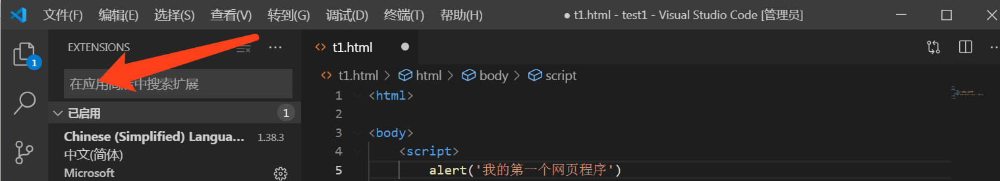 文件(F) 编辑(E) 选择(S) 查看(V) 转到(G) 调试(D) 终端(T) 帮助(H) ● t1.html - test1 - Visual Studio Code [管理员]
EXTENSIONS
1
在应用商店中搜索扩展
已启用 1
Chinese (Simplified) Langua... 1.38.3
中文(简体)
Microsoft
t1.html
t1.html > html > body > script
1 <html>
2
3 <body>
4 <script>
5 alert('我的第一个网页程序')